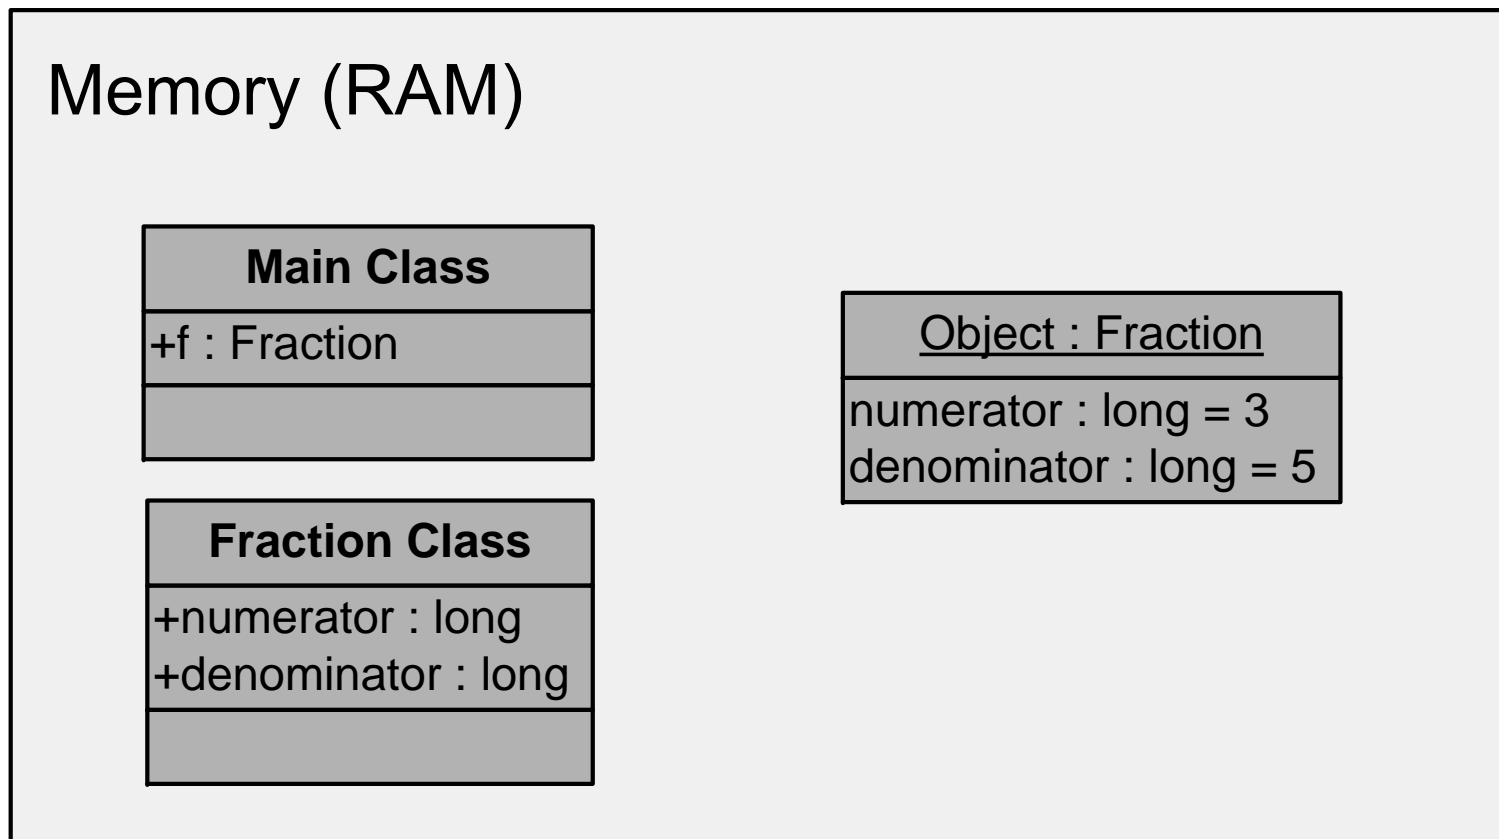 Memory (RAM)
Main Class
+f : Fraction
Fraction Class
+numerator : long
+denominator : long
Object : Fraction
numerator : long = 3
denominator : long = 5